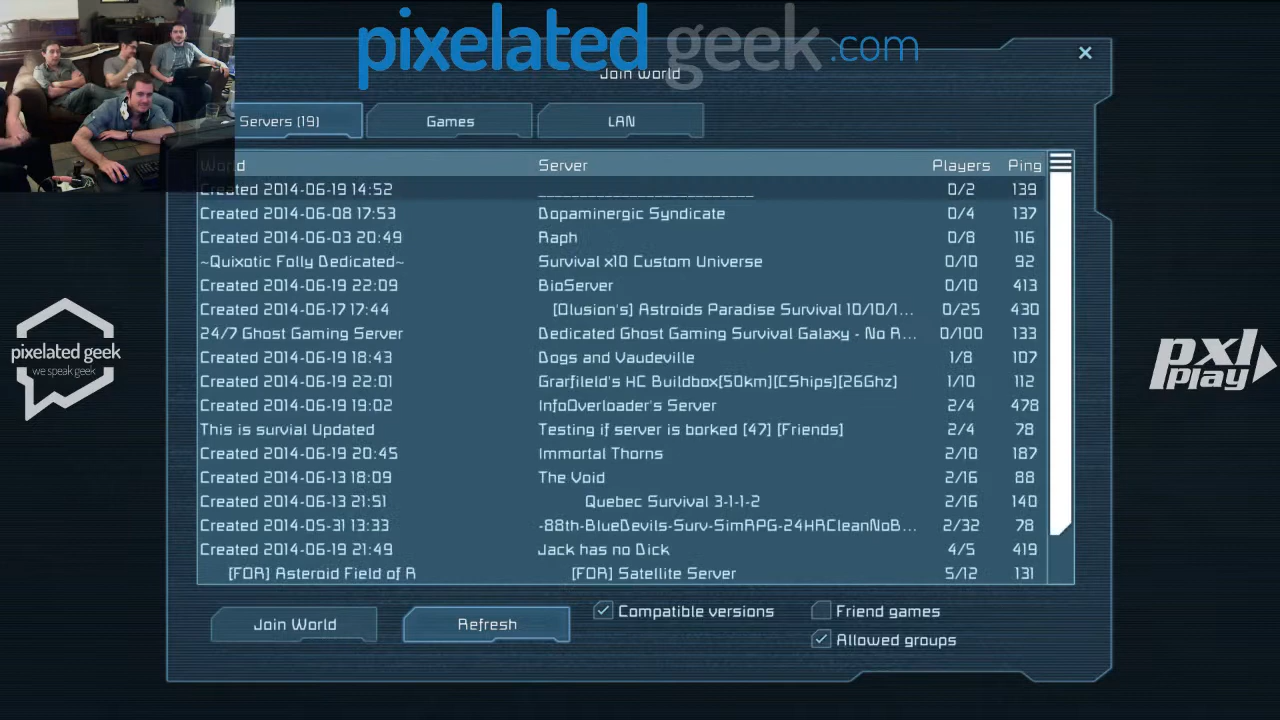 pixelated geek.com
Join World
Servers (19) Games LAN
World Server Players Ping
Created 2014-06-19 14:52 __________________________ 0/2 139
Created 2014-06-08 17:53 Dopaminergic Syndicate 0/4 137
Created 2014-06-03 20:49 Raph 0/8 116
~Quixotic Folly Dedicated~ Survival x10 Custom Universe 0/10 92
Created 2014-06-19 22:09 BioServer 0/10 413
Created 2014-06-17 17:44 [Olusion's] Astroids Paradise Survival 10/10/1... 0/25 430
24/7 Ghost Gaming Server Dedicated Ghost Gaming Survival Galaxy - No R... 0/100 133
Created 2014-06-19 18:43 Dogs and Vaudeville 1/8 107
Created 2014-06-19 22:01 Grarfileld's HC Buildbox[50km][CShips][26Ghz] 1/10 112
Created 2014-06-19 19:02 InfoOverloader's Server 2/4 478
This is survial Updated Testing if server is borked [47] [Friends] 2/4 78
Created 2014-06-19 20:45 Immortal Thorns 2/10 187
Created 2014-06-13 18:09 The Void 2/16 88
Created 2014-06-13 21:51 Quebec Survival 3-1-1-2 2/16 140
Created 2014-05-31 13:33 -88th-BlueDevils-Surv-SimRPG-24HRCleanNoB... 2/32 78
Created 2014-06-19 21:49 Jack has no Dick 4/5 419
[FOR] Asteroid Field of R [FOR] Satellite Server 5/12 131
Join World Refresh Compatible versions Friend games
Allowed groups
pixelated geek
we speak geek
pxl
play